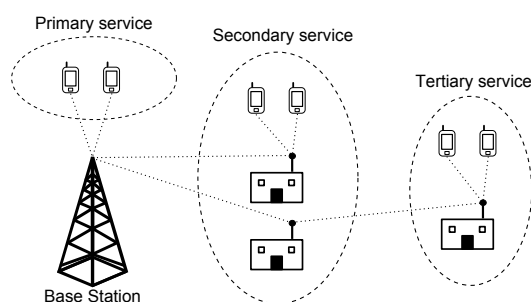 Primary service
Secondary service
Tertiary service
Base Station